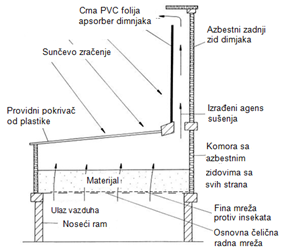 Crna PVC folija
apsorber dimnjaka
Azbestni zadnji
zid dimjaka
Sunčevo zračenje
Providni pokrivač
od plastike
Izrađeni agens
sušenja
Komora sa
azbestnim
zidovima sa
svih strana
Materijal
Ulaz vazduha
Noseći ram
Fina mreža
protiv insekata
Osnovna čelična
radna mreža